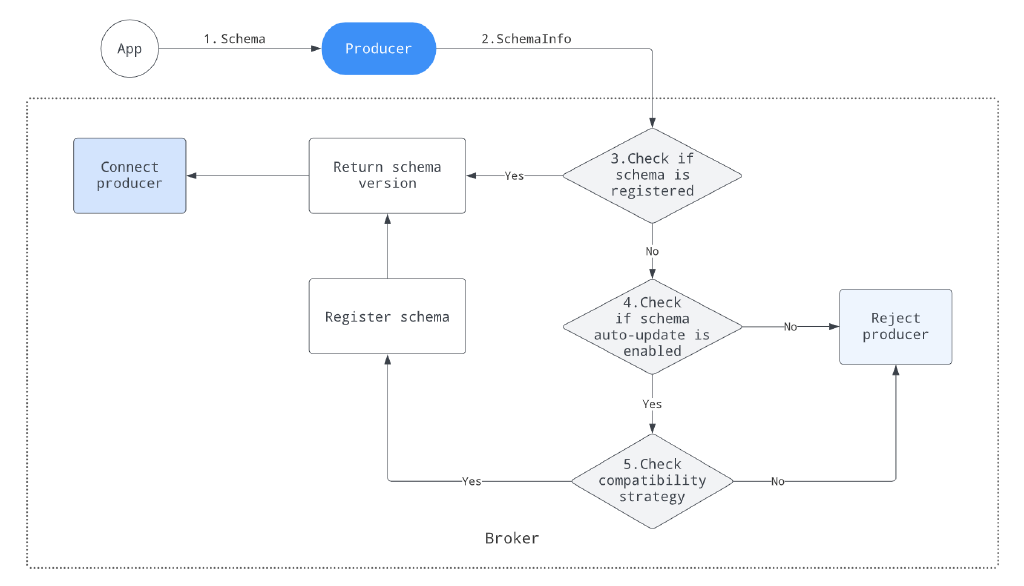 App
1. Schema
Producer
2.SchemaInfo
Connect
producer
Return schema
version
Yes
3.Check if
schema is
registered
No
Register schema
4.Check
if schema
auto-update is
enabled
No
Reject
producer
Yes
Yes
5.Check
compatibility
strategy
No
Broker